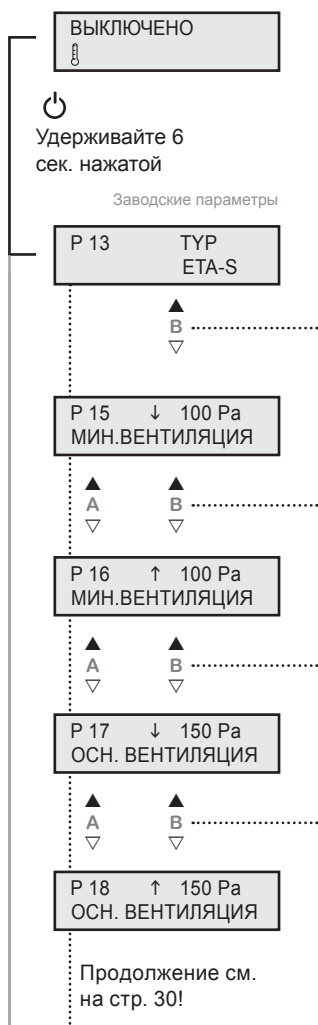 ВЫКЛЮЧЕНО
Удерживайте 6
сек. нажатой
Заводские параметры
P 13 TYP
ETA-S
▲
B
▽
P 15 ↓ 100 Pa
МИН.ВЕНТИЛЯЦИЯ
▲ ▲
A B
▽ ▽
P 16 ↑ 100 Pa
МИН.ВЕНТИЛЯЦИЯ
▲ ▲
A B
▽ ▽
P 17 ↓ 150 Pa
ОСН. ВЕНТИЛЯЦИЯ
▲ ▲
A B
▽ ▽
P 18 ↑ 150 Pa
ОСН. ВЕНТИЛЯЦИЯ
Продолжение см.
на стр. 30!